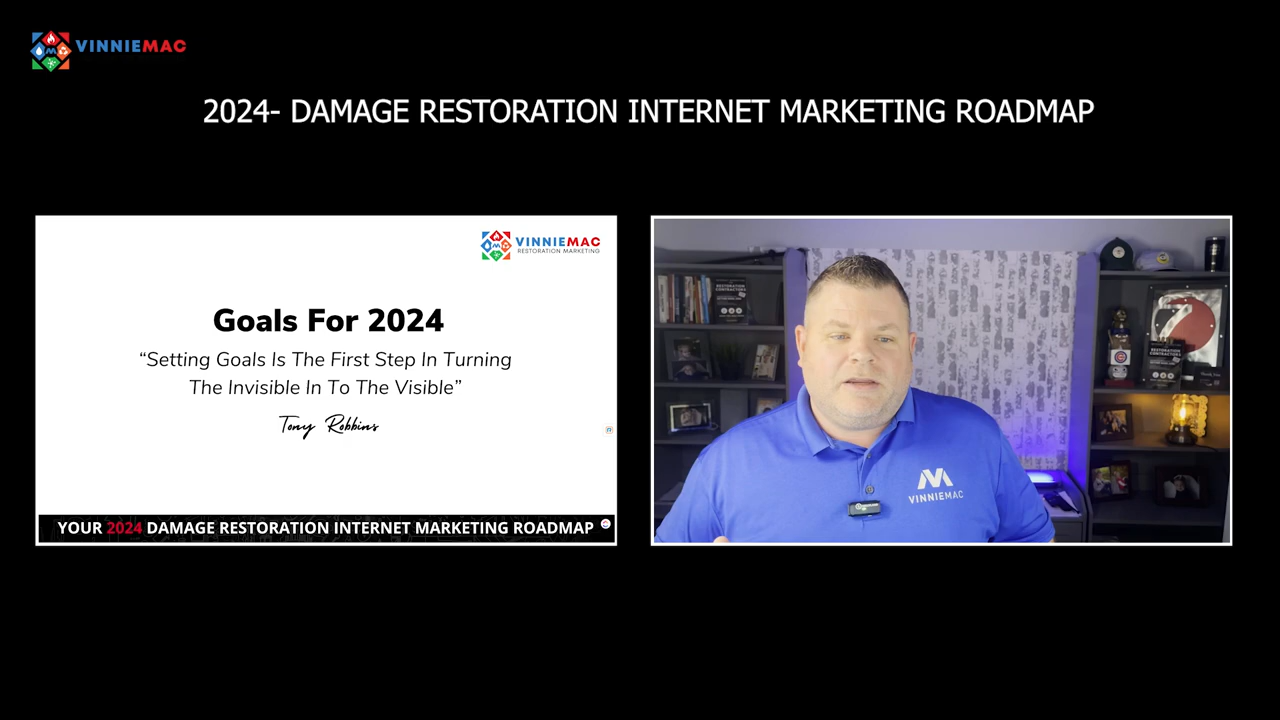 VINNIEMAC
2024- DAMAGE RESTORATION INTERNET MARKETING ROADMAP
VINNIEMAC
RESTORATION MARKETING
Goals For 2024
“Setting Goals Is The First Step In Turning
The Invisible In To The Visible”
Tony Robbins
YOUR 2024 DAMAGE RESTORATION INTERNET MARKETING ROADMAP
VINNIEMAC